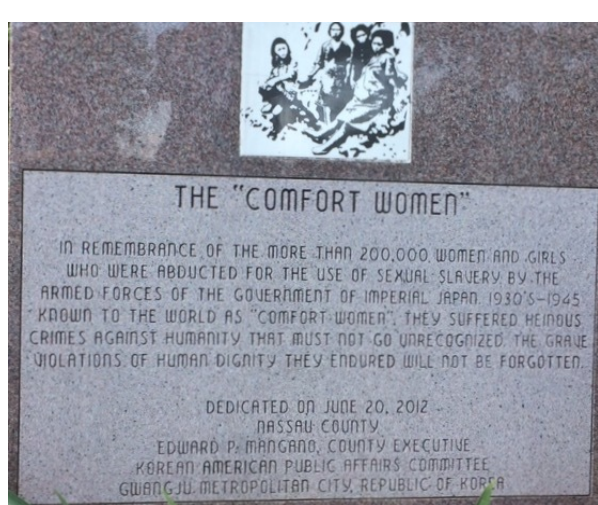 THE "COMFORT WOMEN"
IN REMEMBRANCE OF THE MORE THAN 200,000 WOMEN AND GIRLS
WHO WERE ABDUCTED FOR THE USE OF SEXUAL SLAVERY BY THE
ARMED FORCES OF THE GOVERNMENT OF IMPERIAL JAPAN 1930'S-1945
KNOWN TO THE WORLD AS "COMFORT WOMEN", THEY SUFFERED HEINOUS
CRIMES AGAINST HUMANITY THAT MUST NOT GO UNRECOGNIZED. THE GRAVE
VIOLATIONS OF HUMAN DIGNITY THEY ENDURED WILL NOT BE FORGOTTEN.
DEDICATED ON JUNE 20, 2012
NASSAU COUNTY
EDWARD P. MANGANO, COUNTY EXECUTIVE
KOREAN AMERICAN PUBLIC AFFAIRS COMMITTEE
GWANGJU METROPOLITAN CITY, REPUBLIC OF KOREA